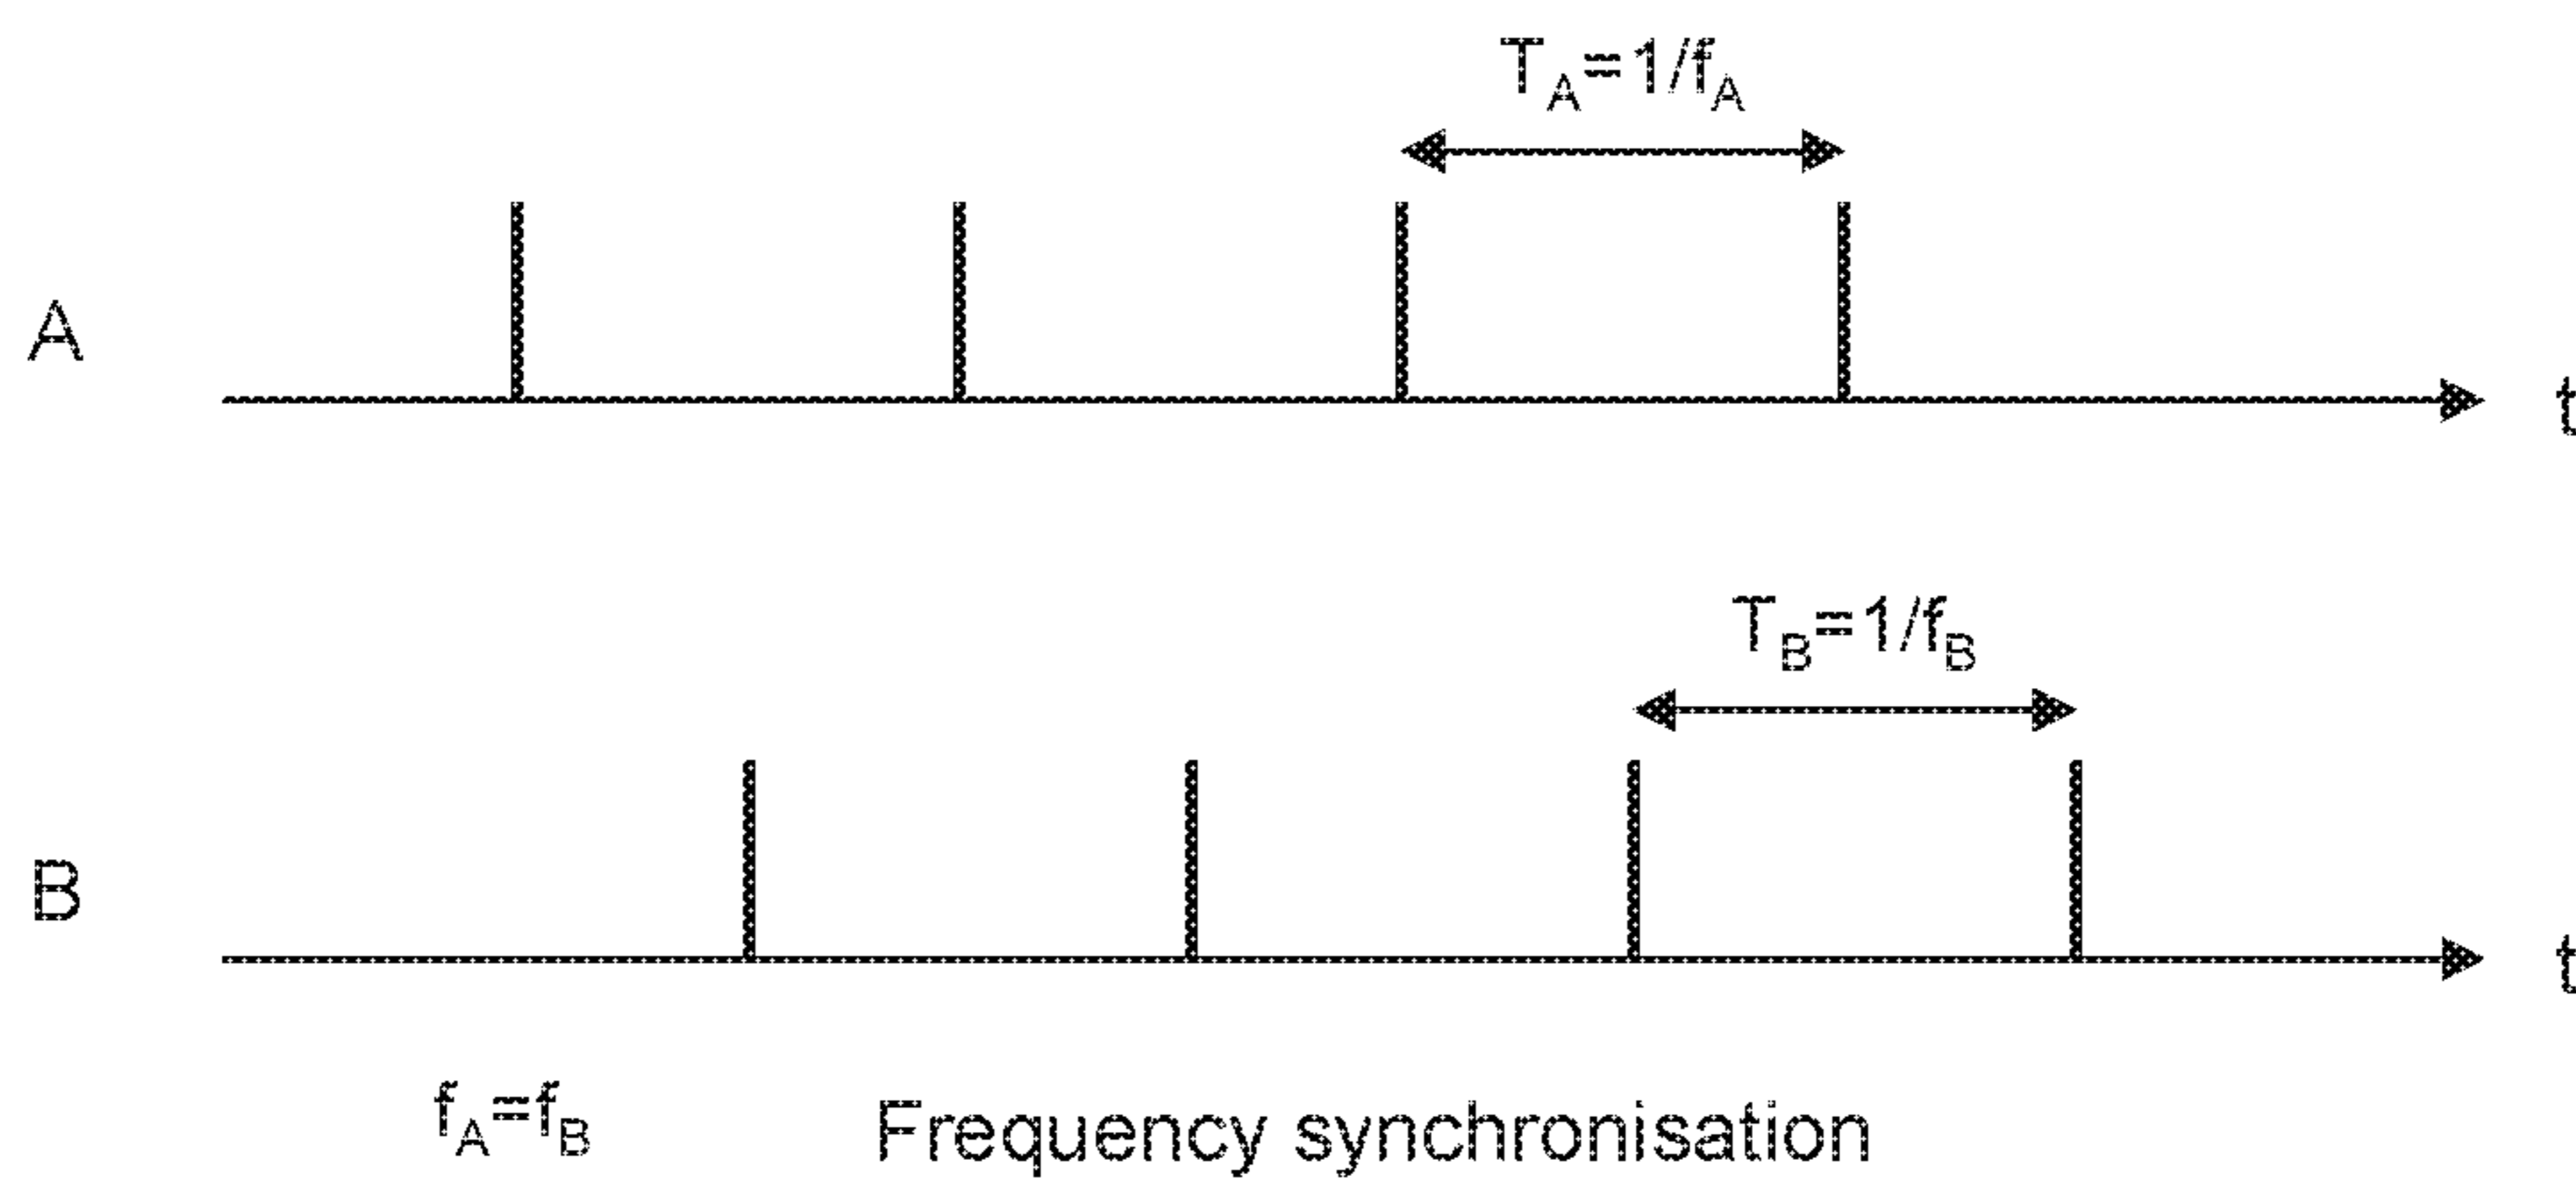 T_A=1/f_A
A
t
T_B=1/f_B
B
t
f_A=f_B Frequency synchronisation